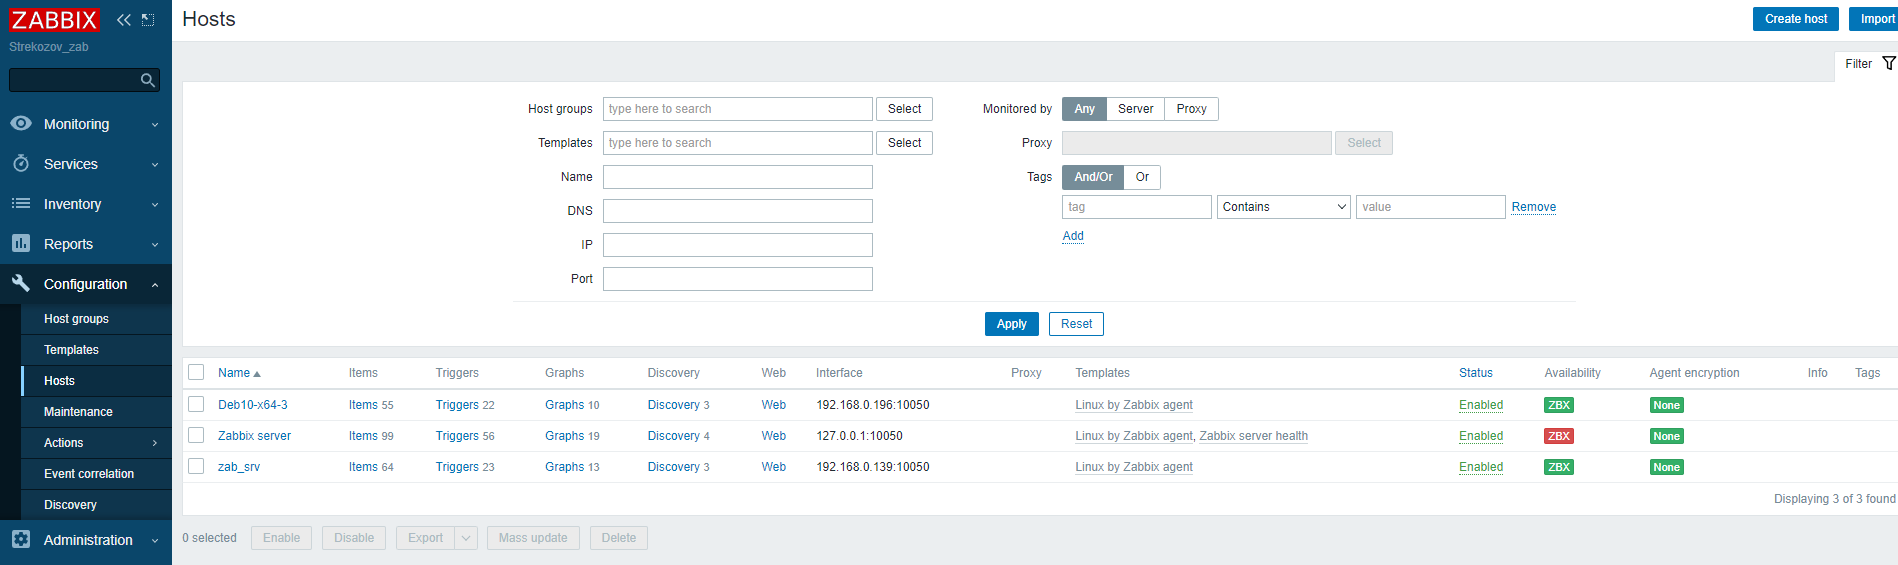 ZABBIX
Strekozov_zab
Monitoring
Services
Inventory
Reports
Configuration
Host groups
Templates
Hosts
Maintenance
Actions
Event correlation
Discovery
Administration
Hosts
Create host Import
Filter
Host groups type here to search Select
Templates type here to search Select
Name
DNS
IP
Port
Monitored by Any Server Proxy
Proxy Select
Tags And/Or Or
tag Contains value Remove
Add
Apply Reset
Name Items Triggers Graphs Discovery Web Interface Proxy Templates Status Availability Agent encryption Info Tags
Deb10-x64-3 Items 55 Triggers 22 Graphs 10 Discovery 3 Web 192.168.0.196:10050 Linux by Zabbix agent Enabled ZBX None
Zabbix server Items 99 Triggers 56 Graphs 19 Discovery 4 Web 127.0.0.1:10050 Linux by Zabbix agent, Zabbix server health Enabled ZBX None
zab_srv Items 64 Triggers 23 Graphs 13 Discovery 3 Web 192.168.0.139:10050 Linux by Zabbix agent Enabled ZBX None
Displaying 3 of 3 found
0 selected Enable Disable Export Mass update Delete